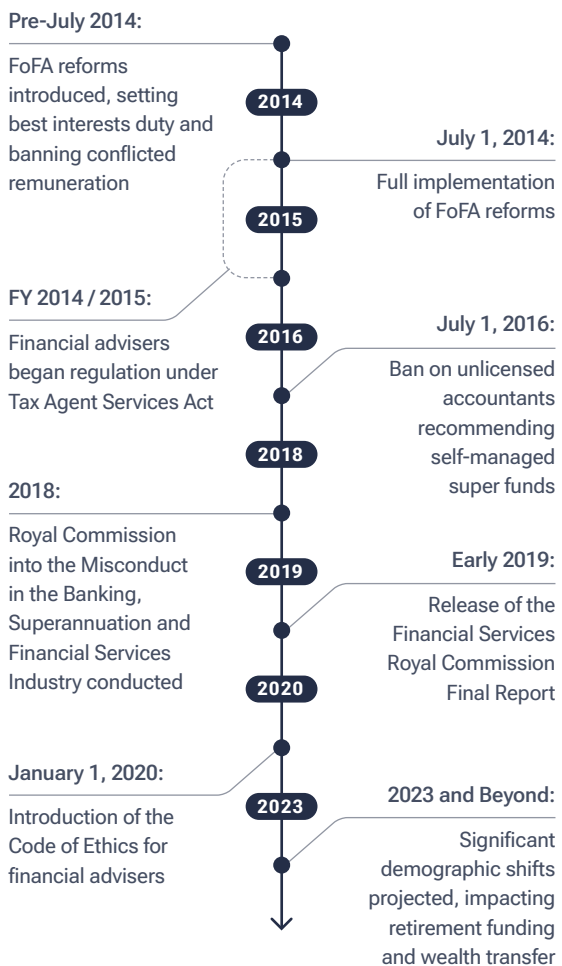 Pre-July 2014:
FoFA reforms
introduced, setting
best interests duty and
banning conflicted
remuneration
2014
July 1, 2014:
Full implementation
of FoFA reforms
2015
FY 2014 / 2015:
Financial advisers
began regulation under
Tax Agent Services Act
2016
July 1, 2016:
Ban on unlicensed
accountants
recommending
self-managed
super funds
2018
2018:
Royal Commission
into the Misconduct
in the Banking,
Superannuation and
Financial Services
Industry conducted
2019
Early 2019:
Release of the
Financial Services
Royal Commission
Final Report
2020
January 1, 2020:
Introduction of the
Code of Ethics for
financial advisers
2023
2023 and Beyond:
Significant
demographic shifts
projected, impacting
retirement funding
and wealth transfer